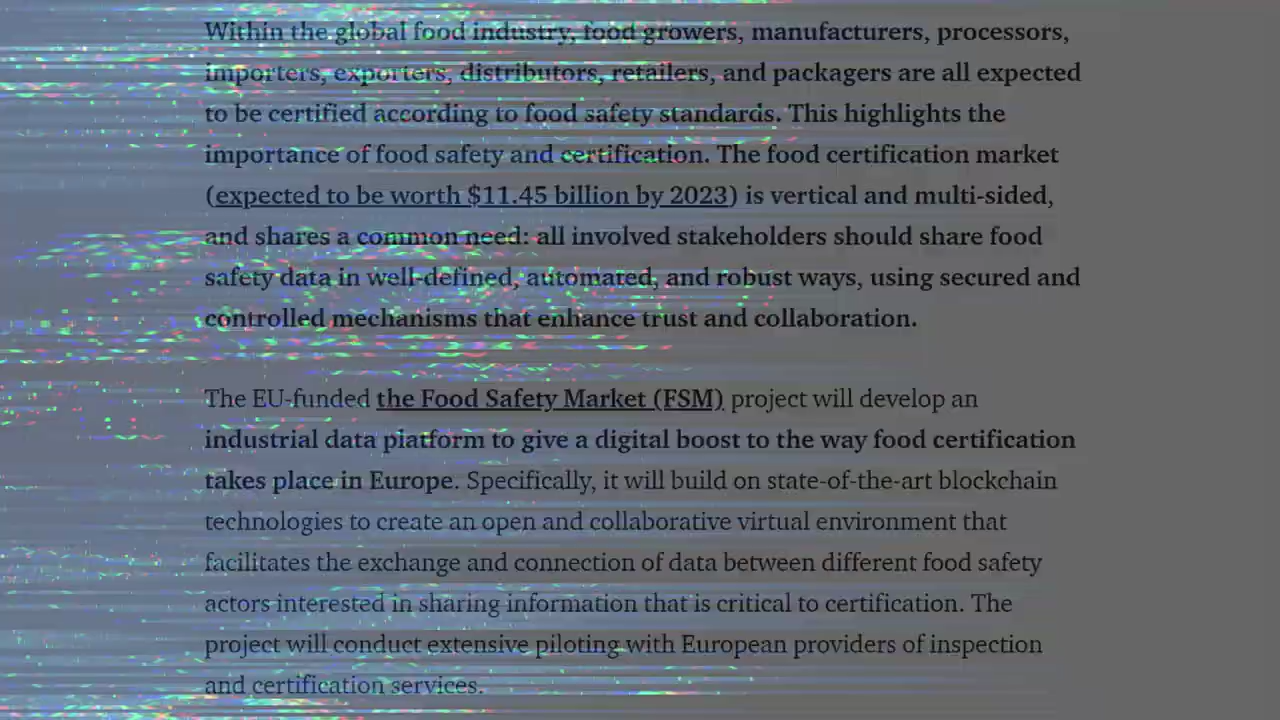 Within the global food industry, food growers, manufacturers, processors,
importers, exporters, distributors, retailers, and packagers are all expected
to be certified according to food safety standards. This highlights the
importance of food safety and certification. The food certification market
(expected to be worth $11.45 billion by 2023) is vertical and multi-sided,
and shares a common need: all involved stakeholders should share food
safety data in well-defined, automated, and robust ways, using secured and
controlled mechanisms that enhance trust and collaboration.
The EU-funded the Food Safety Market (FSM) project will develop an
industrial data platform to give a digital boost to the way food certification
takes place in Europe. Specifically, it will build on state-of-the-art blockchain
technologies to create an open and collaborative virtual environment that
facilitates the exchange and connection of data between different food safety
actors interested in sharing information that is critical to certification. The
project will conduct extensive piloting with European providers of inspection
and certification services.